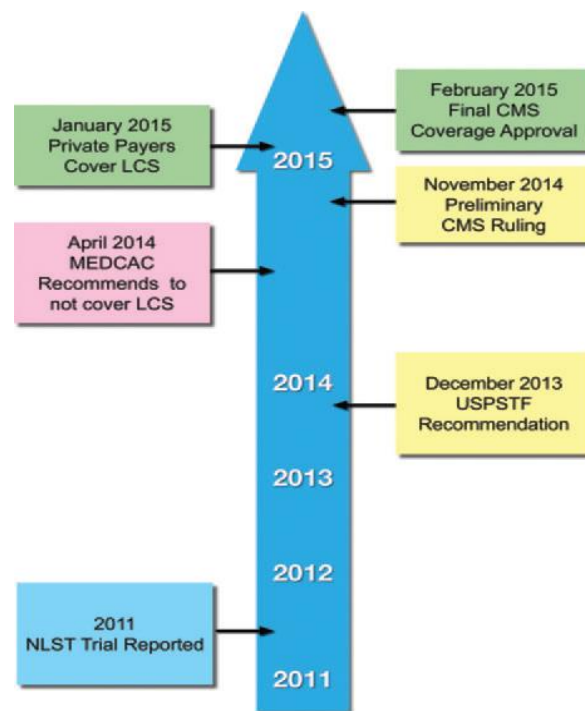 February 2015
Final CMS
Coverage Approval
January 2015
Private Payers
Cover LCS
2015
November 2014
Preliminary
CMS Ruling
April 2014
MEDCAC
Recommends to
not cover LCS
2014
December 2013
USPSTF
Recommendation
2013
2012
2011
NLST Trial Reported
2011